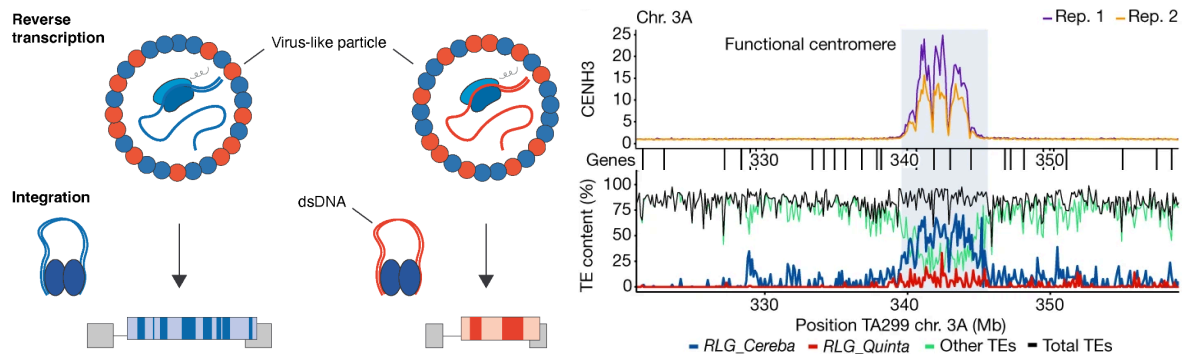 Reverse
transcription
Virus-like particle
Integration
dsDNA
Chr. 3A
Rep. 1
Rep. 2
Functional centromere
CENH3
25
20
15
10
5
0
Genes
330
340
350
TE content (%)
100
75
50
25
0
330
340
350
Position TA299 chr. 3A (Mb)
RLG_Cereba
RLG_Quinta
Other TEs
Total TEs